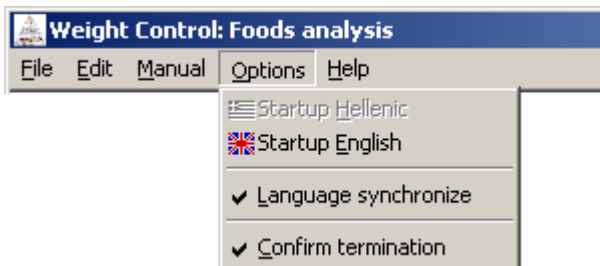 Weight Control: Foods analysis
File Edit Manual Options Help
Startup Hellenic
Startup English
Language synchronize
Confirm termination